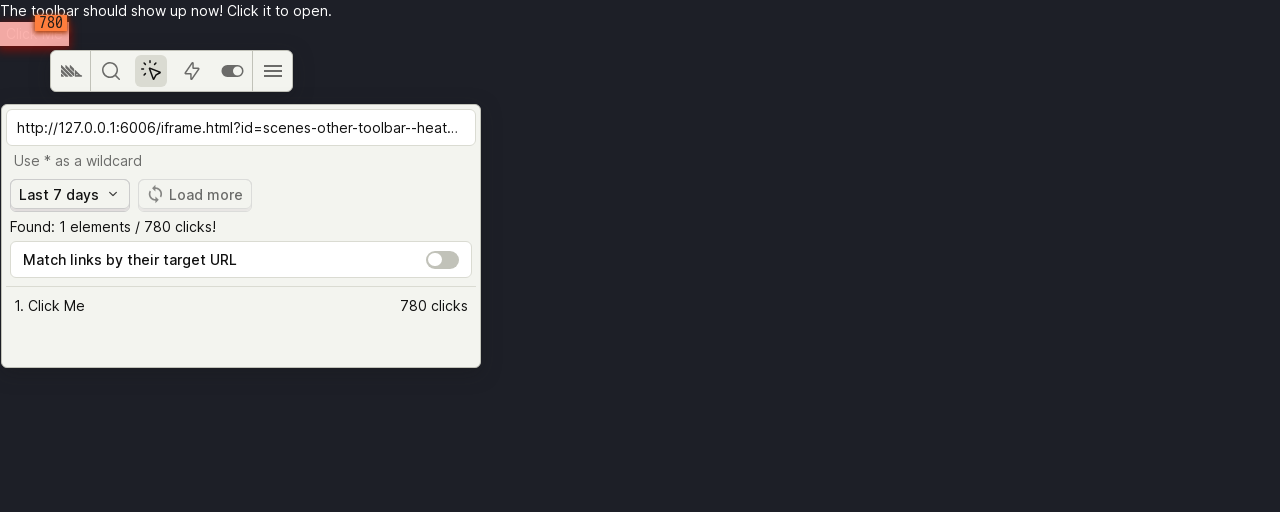 The toolbar should show up now! Click it to open.
780
Click Me
http://127.0.0.1:6006/iframe.html?id=scenes-other-toolbar--heat...
Use * as a wildcard
Last 7 days
Load more
Found: 1 elements / 780 clicks!
Match links by their target URL
1. Click Me 780 clicks